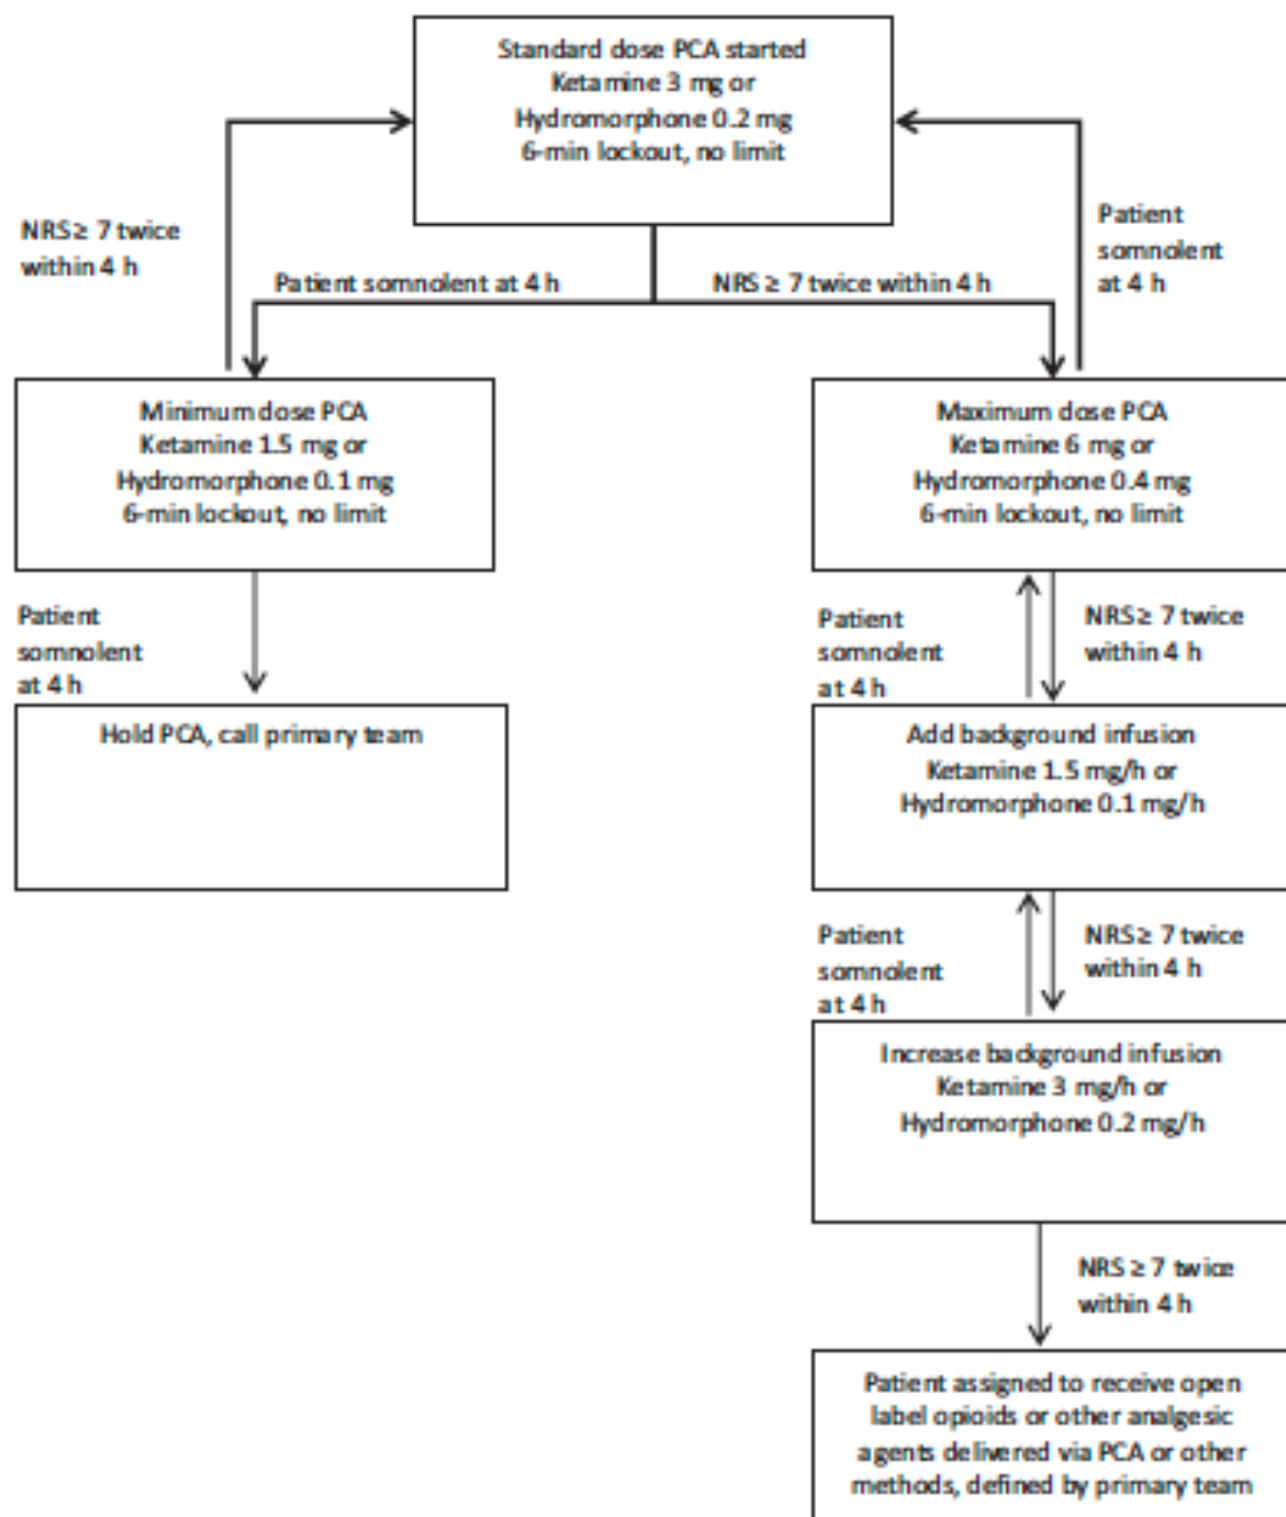 Standard dose PCA started
Ketamine 3 mg or
Hydromorphone 0.2 mg
6-min lockout, no limit
NRS ≥ 7 twice
within 4 h
Patient somnolent at 4 h
NRS ≥ 7 twice within 4 h
Patient
somnolent
at 4 h
Minimum dose PCA
Ketamine 1.5 mg or
Hydromorphone 0.1 mg
6-min lockout, no limit
Maximum dose PCA
Ketamine 6 mg or
Hydromorphone 0.4 mg
6-min lockout, no limit
Patient
somnolent
at 4 h
Patient
somnolent
at 4 h
NRS ≥ 7 twice
within 4 h
Hold PCA, call primary team
Add background infusion
Ketamine 1.5 mg/h or
Hydromorphone 0.1 mg/h
Patient
somnolent
at 4 h
NRS ≥ 7 twice
within 4 h
Increase background infusion
Ketamine 3 mg/h or
Hydromorphone 0.2 mg/h
NRS ≥ 7 twice
within 4 h
Patient assigned to receive open
label opioids or other analgesic
agents delivered via PCA or other
methods, defined by primary team